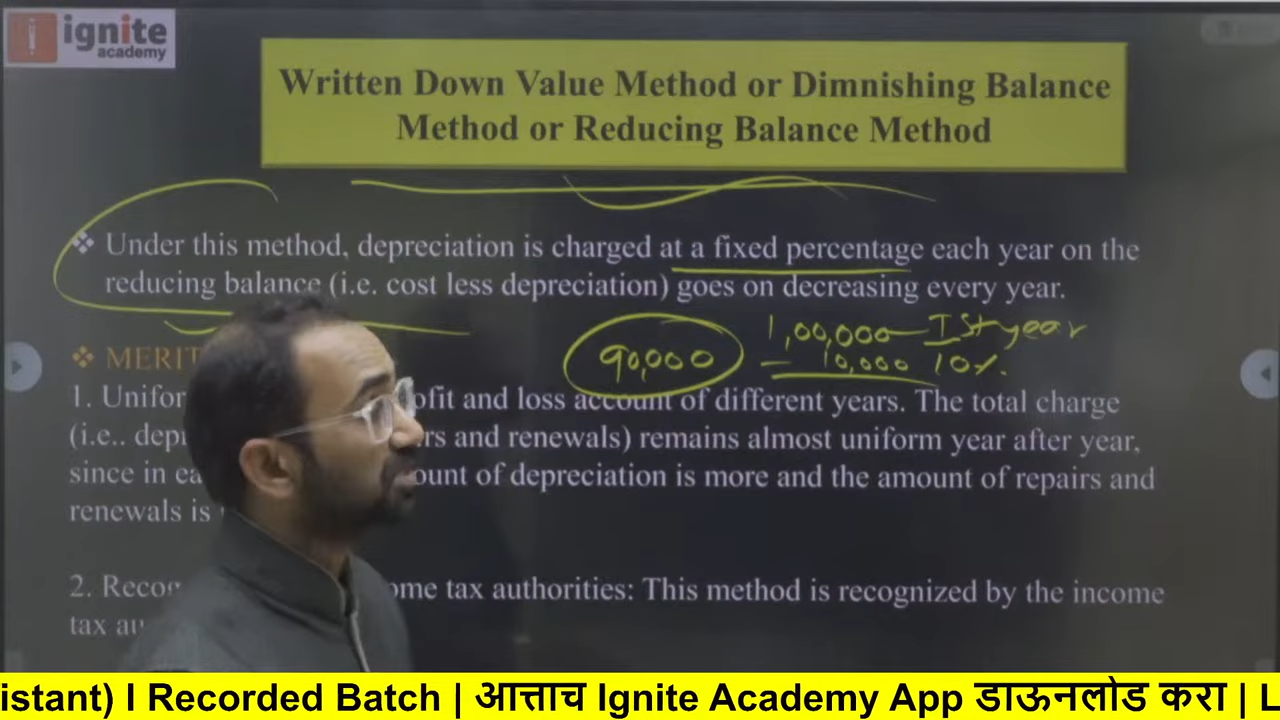 ignite
academy
Written Down Value Method or Dimnishing Balance
Method or Reducing Balance Method
❖ Under this method, depreciation is charged at a fixed percentage each year on the
reducing balance (i.e. cost less depreciation) goes on decreasing every year.
1,00,000 — Ist year
90,000 — 10,000 10%.
❖ MERIT
1. Unifor ofit and loss account of different years. The total charge
(i.e.. depr rs and renewals) remains almost uniform year after year,
since in ea ount of depreciation is more and the amount of repairs and
renewals is
2. Recog ome tax authorities: This method is recognized by the income
tax au
istant) I Recorded Batch | आत्ताच Ignite Academy App डाऊनलोड करा | L